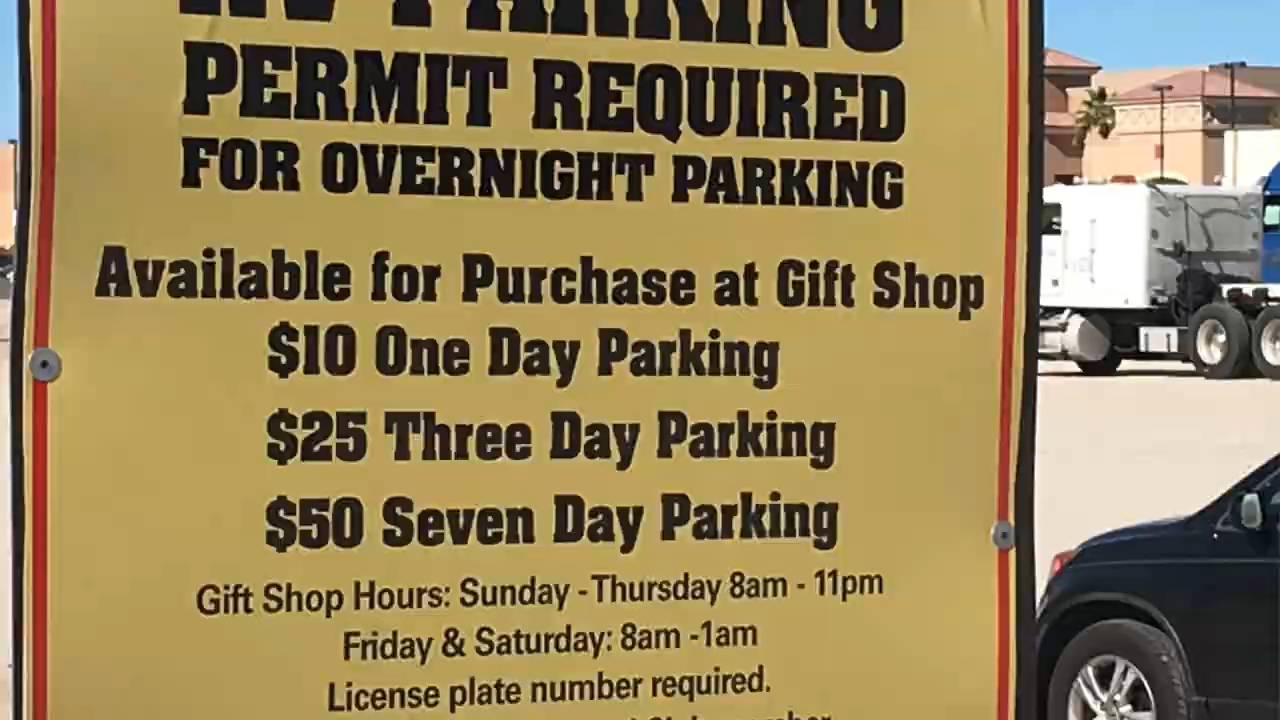 RV PARKING
PERMIT REQUIRED
FOR OVERNIGHT PARKING
Available for Purchase at Gift Shop
$10 One Day Parking
$25 Three Day Parking
$50 Seven Day Parking
Gift Shop Hours: Sunday - Thursday 8am - 11pm
Friday & Saturday: 8am -1am
License plate number required.